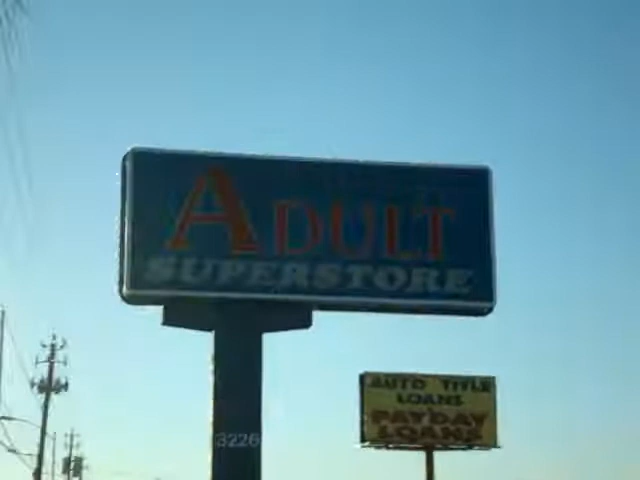 ADULT
SUPERSTORE
3226
AUTO TITLE
LOANS
PAYDAY
LOANS